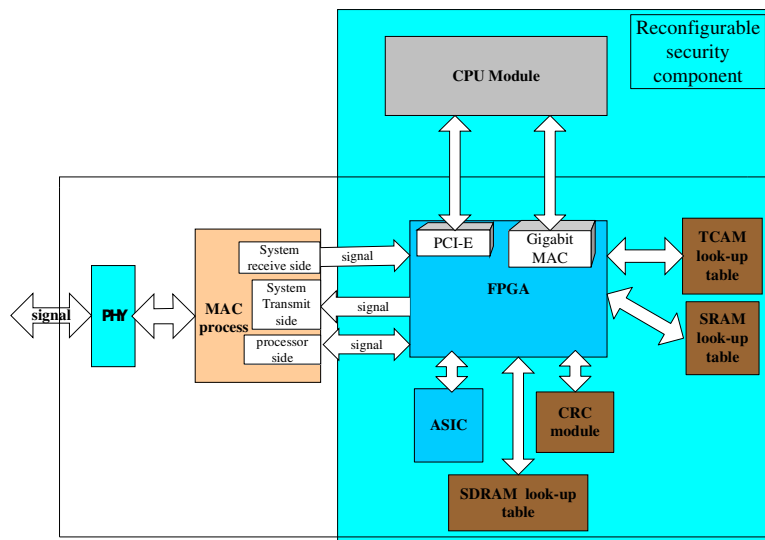 Reconfigurable
security
component
CPU Module
PCI-E
Gigabit
MAC
FPGA
System
receive side
System
Transmit
side
processor
side
MAC
process
signal
signal
signal
signal
PHY
TCAM
look-up
table
SRAM
look-up
table
ASIC
CRC
module
SDRAM look-up
table